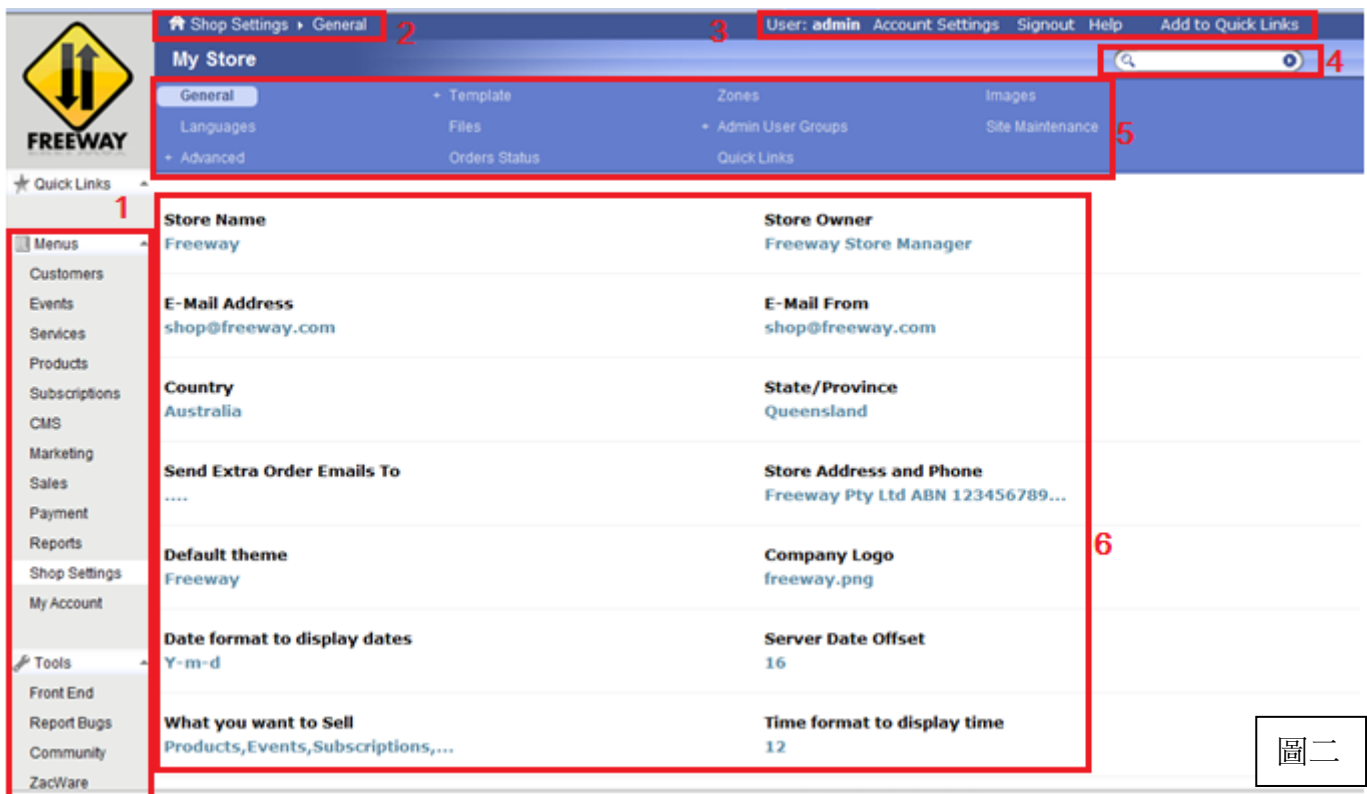 Shop Settings ▸ General
2
3
User: admin Account Settings Signout Help Add to Quick Links
My Store
4
FREEWAY
General
+ Template
Zones
Images
Languages
Files
+ Admin User Groups
Site Maintenance
5
+ Advanced
Orders Status
Quick Links
Quick Links
1
Menus
Customers
Events
Services
Products
Subscriptions
CMS
Marketing
Sales
Payment
Reports
Shop Settings
My Account
Tools
Front End
Report Bugs
Community
ZacWare
Store Name
Freeway
Store Owner
Freeway Store Manager
E-Mail Address
shop@freeway.com
E-Mail From
shop@freeway.com
Country
Australia
State/Province
Queensland
Send Extra Order Emails To
....
Store Address and Phone
Freeway Pty Ltd ABN 123456789...
6
Default theme
Freeway
Company Logo
freeway.png
Date format to display dates
Y-m-d
Server Date Offset
16
What you want to Sell
Products,Events,Subscriptions,...
Time format to display time
12
圖二